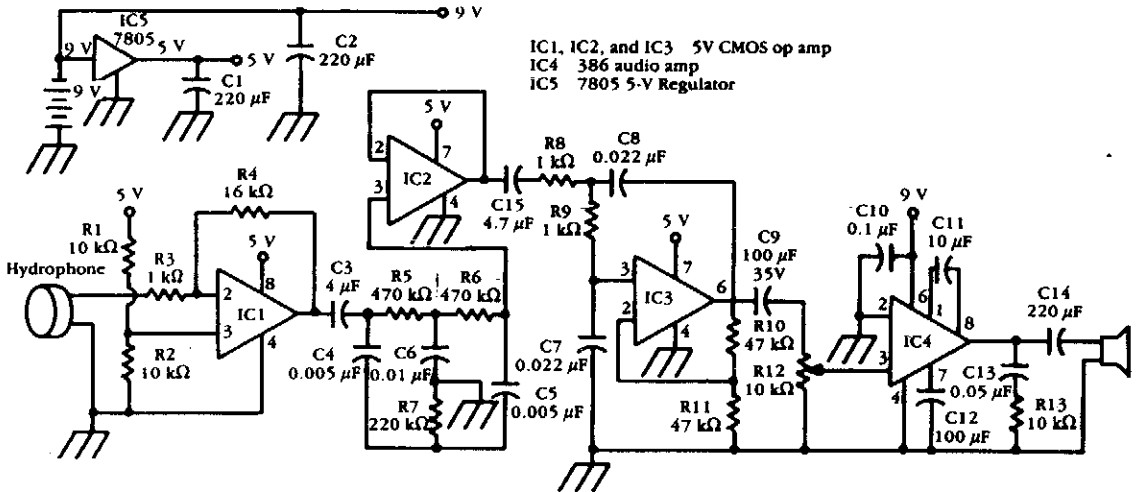 9 V
IC5
7805
9 V
5 V
5 V
9 V
C1
220 µF
C2
220 µF
IC1, IC2, and IC3 5V CMOS op amp
IC4 386 audio amp
IC5 7805 5-V Regulator
5 V
2
7
3
IC2
4
C15
4.7 µF
R8
1 kΩ
C8
0.022 µF
R9
1 kΩ
R4
16 kΩ
5 V
R1
10 kΩ
R3
1 kΩ
Hydrophone
5 V
2
8
IC1
3
4
R2
10 kΩ
C3
4 µF
R5
470 kΩ
R6
470 kΩ
C4
0.005 µF
C6
0.01 µF
R7
220 kΩ
C5
0.005 µF
5 V
3
7
IC3
6
2
4
C7
0.022 µF
C9
100 µF
35V
R10
47 kΩ
R12
10 kΩ
R11
47 kΩ
9 V
C10
0.1 µF
C11
10 µF
2
6
1
8
IC4
3
4
7
C12
100 µF
C13
0.05 µF
R13
10 kΩ
C14
220 µF